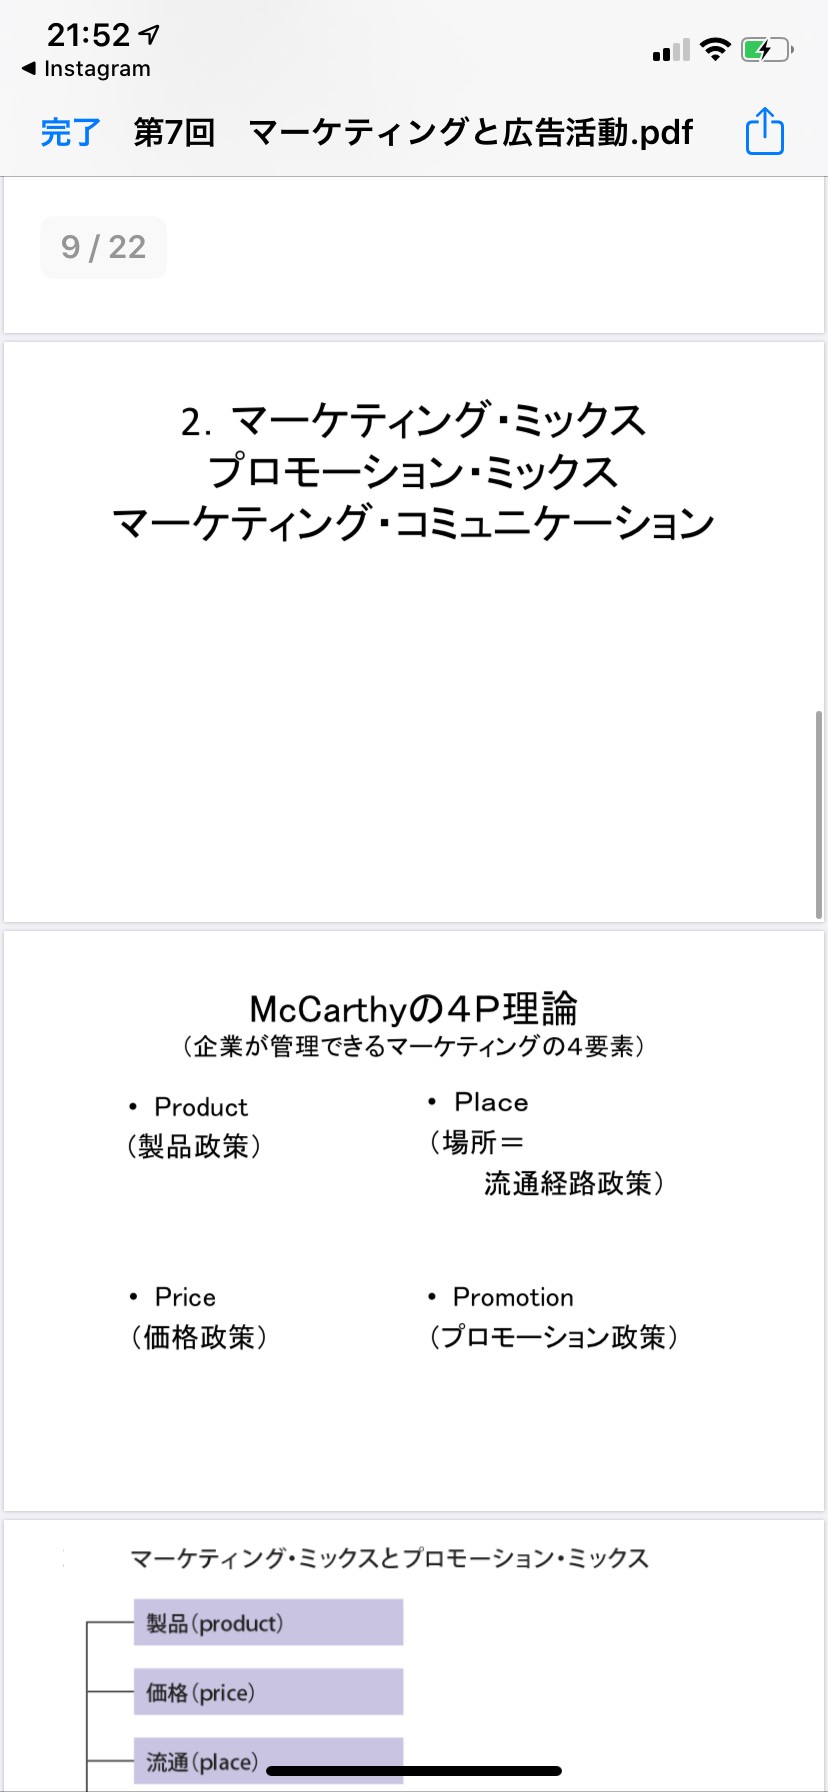 21:52
◀ Instagram
完了 第7回 マーケティングと広告活動.pdf
9 / 22
2. マーケティング・ミックス
プロモーション・ミックス
マーケティング・コミュニケーション
McCarthyの4P理論
（企業が管理できるマーケティングの4要素）
• Product
（製品政策）
• Place
（場所＝
流通経路政策）
• Price
（価格政策）
• Promotion
（プロモーション政策）
マーケティング・ミックスとプロモーション・ミックス
製品（product）
価格（price）
流通（place）